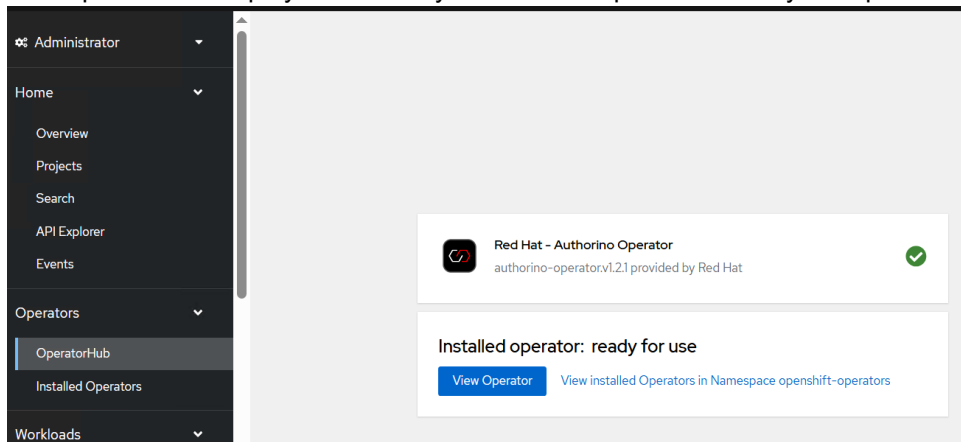 Administrator
Home
Overview
Projects
Search
API Explorer
Events
Operators
OperatorHub
Installed Operators
Workloads
Red Hat - Authorino Operator
authorino-operator.v1.2.1 provided by Red Hat
Installed operator: ready for use
View Operator
View installed Operators in Namespace openshift-operators